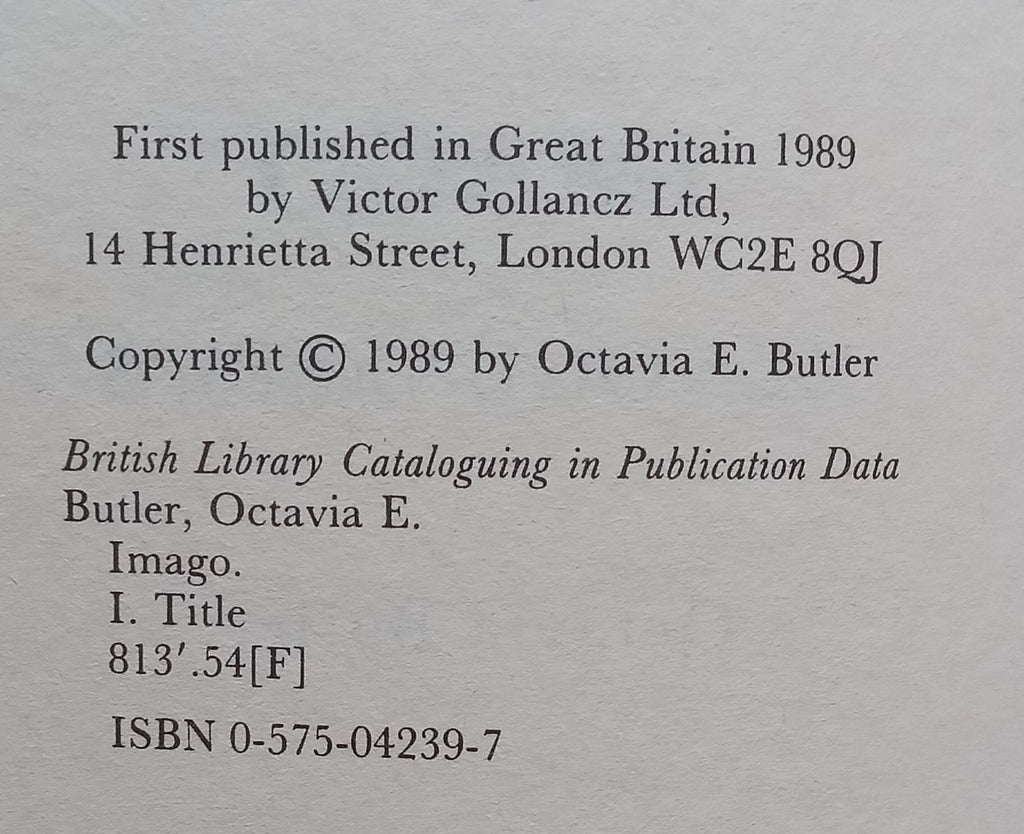 First published in Great Britain 1989
by Victor Gollancz Ltd,
14 Henrietta Street, London WC2E 8QJ
Copyright © 1989 by Octavia E. Butler
British Library Cataloguing in Publication Data
Butler, Octavia E.
Imago.
I. Title
813′.54[F]
ISBN 0-575-04239-7